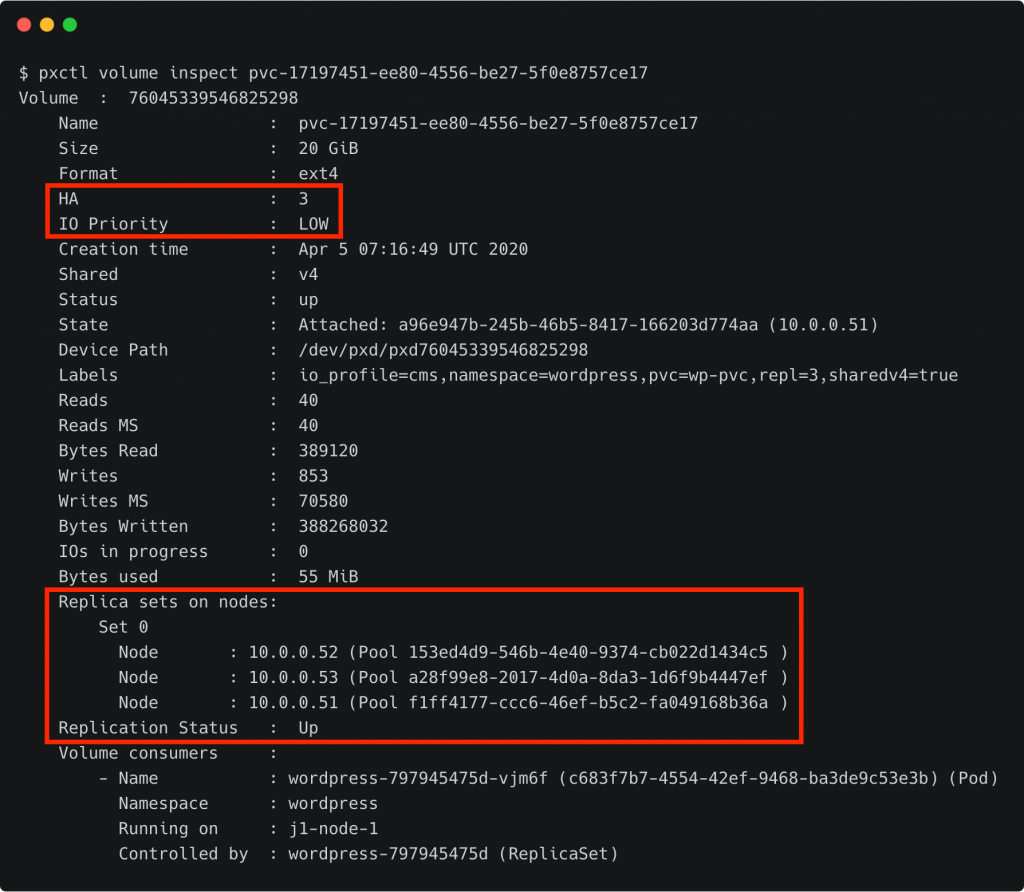 $ pxctl volume inspect pvc-17197451-ee80-4556-be27-5f0e8757ce17
Volume  :  76045339546825298
    Name                 :  pvc-17197451-ee80-4556-be27-5f0e8757ce17
    Size                 :  20 GiB
    Format               :  ext4
    HA                   :  3
    IO Priority          :  LOW
    Creation time        :  Apr 5 07:16:49 UTC 2020
    Shared               :  v4
    Status               :  up
    State                :  Attached: a96e947b-245b-46b5-8417-166203d774aa (10.0.0.51)
    Device Path          :  /dev/pxd/pxd76045339546825298
    Labels               :  io_profile=cms,namespace=wordpress,pvc=wp-pvc,repl=3,sharedv4=true
    Reads                :  40
    Reads MS             :  40
    Bytes Read           :  389120
    Writes               :  853
    Writes MS            :  70580
    Bytes Written        :  388268032
    IOs in progress      :  0
    Bytes used           :  55 MiB
    Replica sets on nodes:
        Set 0
          Node       : 10.0.0.52 (Pool 153ed4d9-546b-4e40-9374-cb022d1434c5 )
          Node       : 10.0.0.53 (Pool a28f99e8-2017-4d0a-8da3-1d6f9b4447ef )
          Node       : 10.0.0.51 (Pool f1ff4177-ccc6-46ef-b5c2-fa049168b36a )
    Replication Status   :  Up
    Volume consumers     :
        - Name           : wordpress-797945475d-vjm6f (c683f7b7-4554-42ef-9468-ba3de9c53e3b) (Pod)
          Namespace      : wordpress
          Running on     : j1-node-1
          Controlled by  : wordpress-797945475d (ReplicaSet)